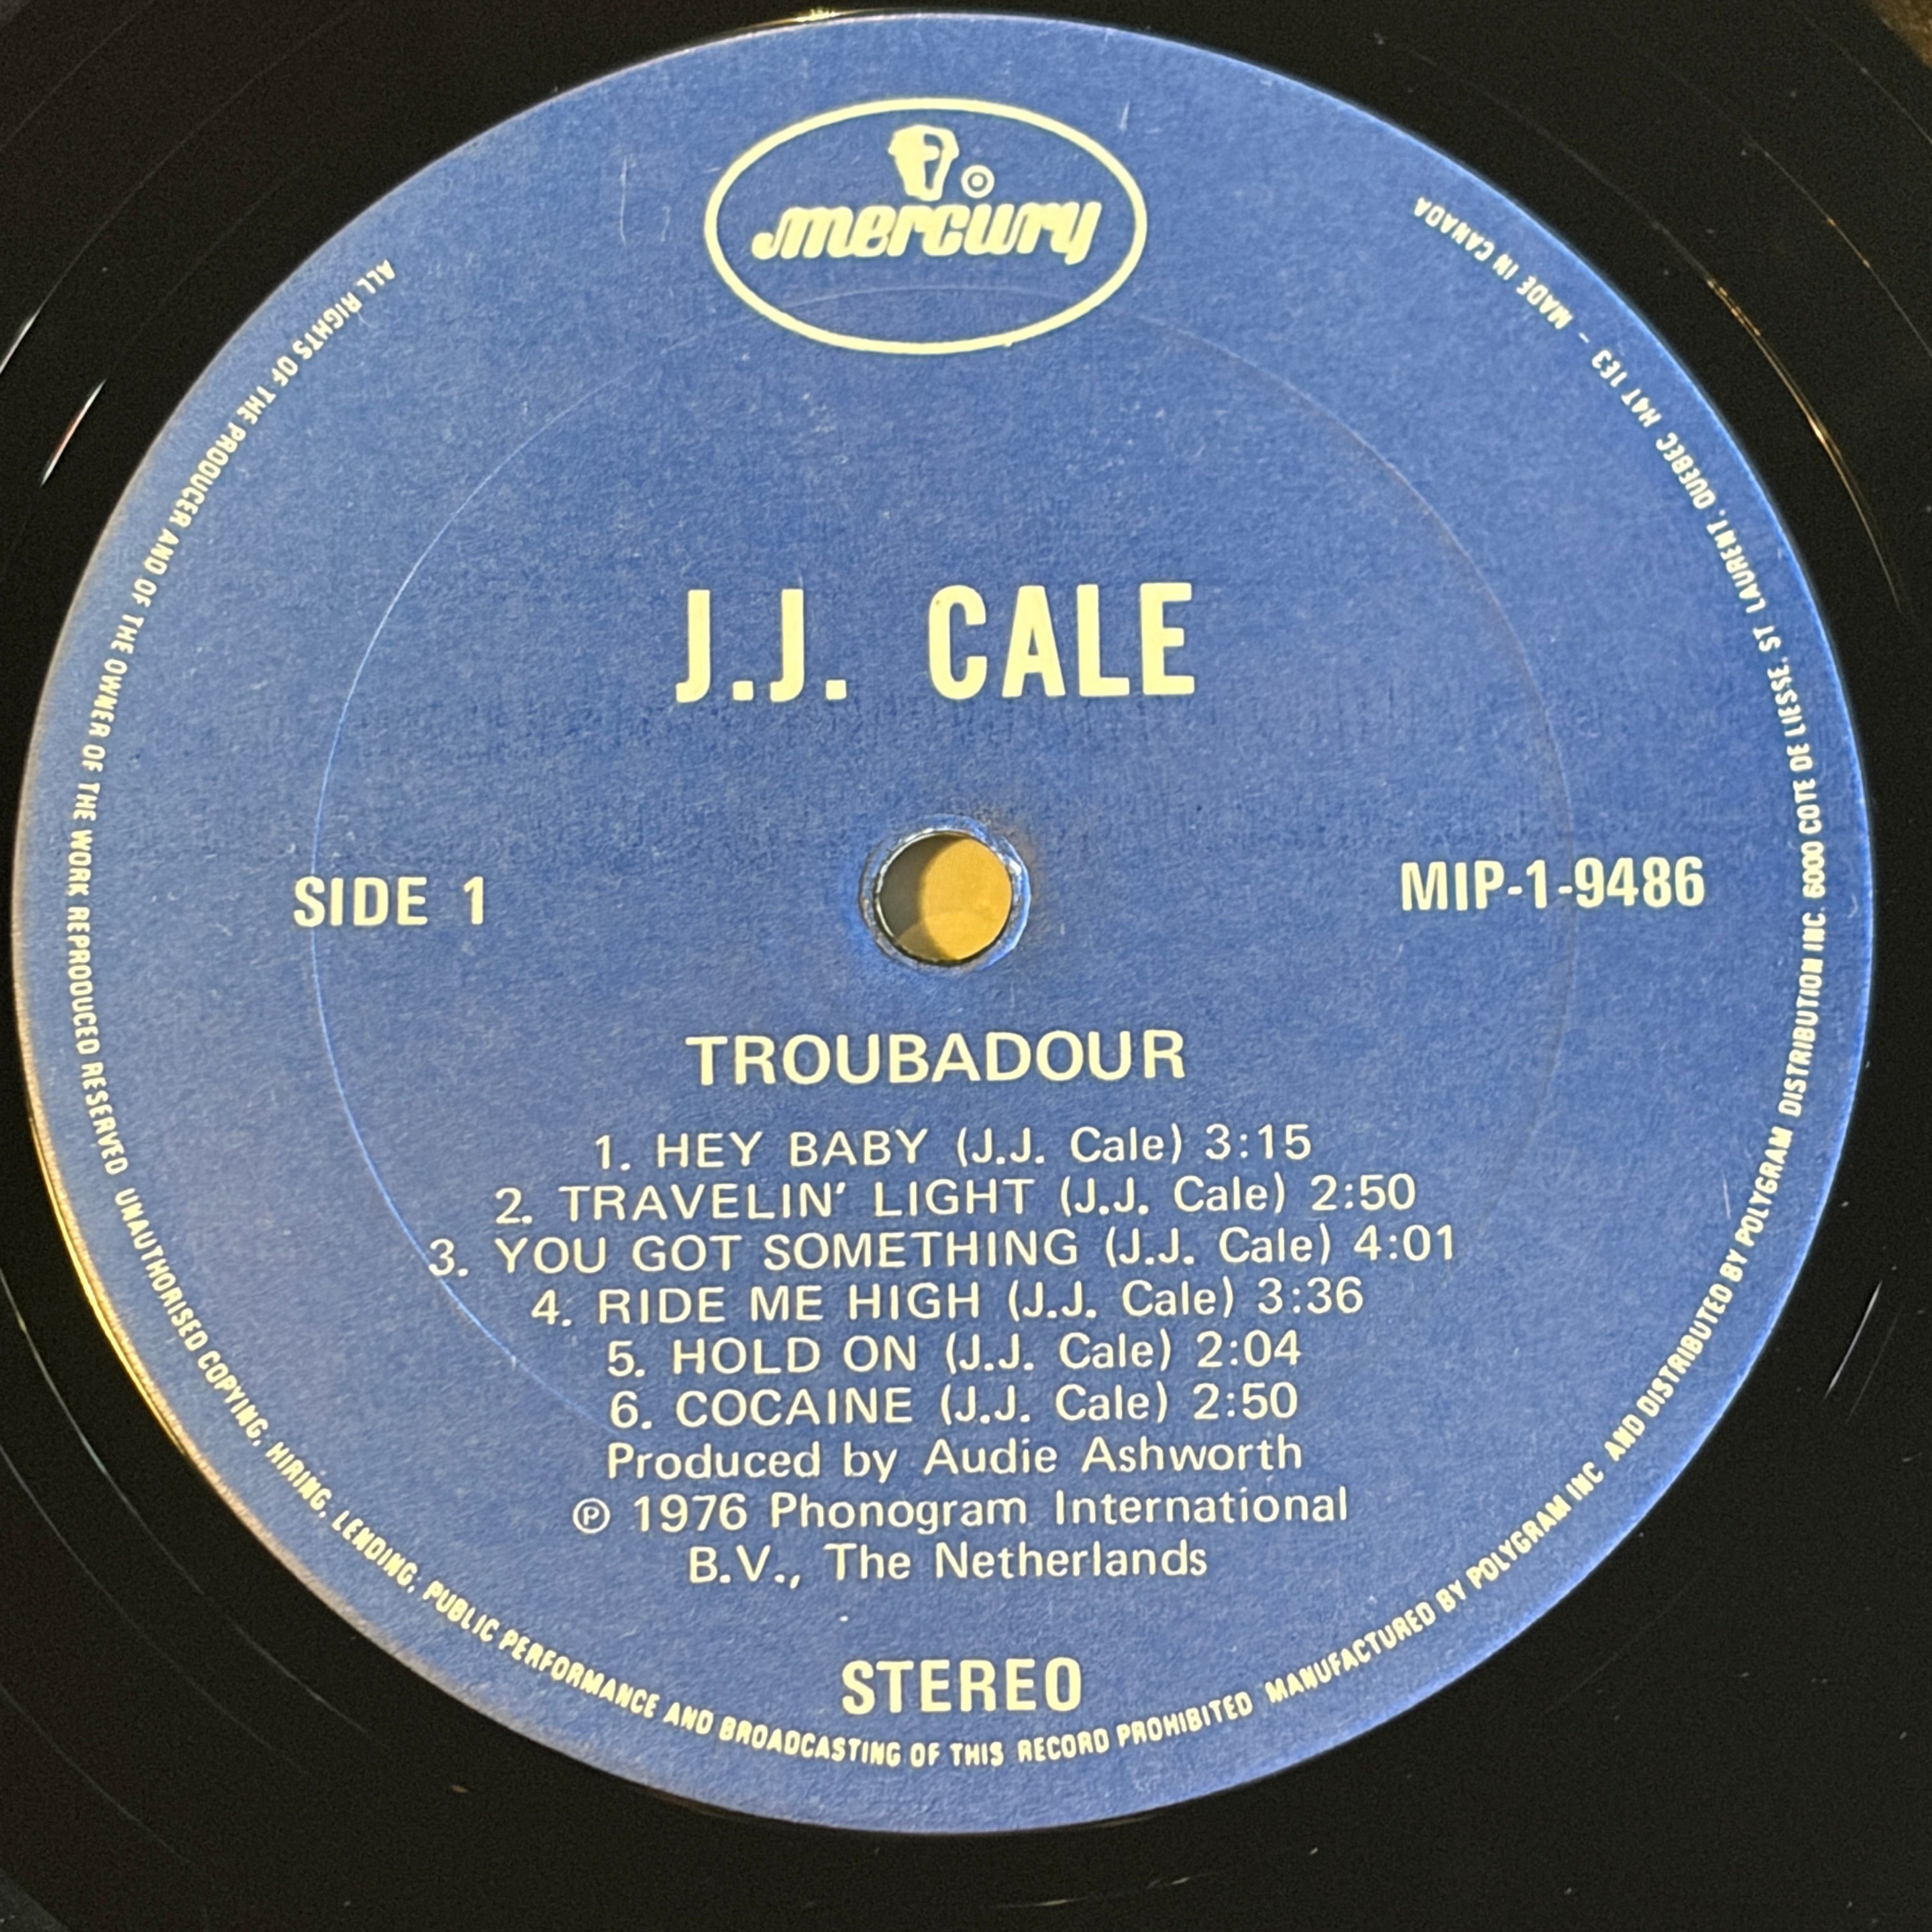 mercury
J.J. CALE
SIDE 1
MIP-1-9486
TROUBADOUR
1. HEY BABY (J.J. Cale) 3:15
2. TRAVELIN' LIGHT (J.J. Cale) 2:50
3. YOU GOT SOMETHING (J.J. Cale) 4:01
4. RIDE ME HIGH (J.J. Cale) 3:36
5. HOLD ON (J.J. Cale) 2:04
6. COCAINE (J.J. Cale) 2:50
Produced by Audie Ashworth
℗ 1976 Phonogram International
B.V., The Netherlands
STEREO
ALL RIGHTS OF THE PRODUCER AND OF THE OWNER OF THE WORK REPRODUCED RESERVED UNAUTHORISED COPYING, HIRING, LENDING, PUBLIC PERFORMANCE AND BROADCASTING OF THIS RECORD PROHIBITED MANUFACTURED BY POLYGRAM INC AND DISTRIBUTED BY POLYGRAM DISTRIBUTION INC. 6000 COTE DE LIESSE, ST LAURENT, QUEBEC H4T 1E3 – MADE IN CANADA